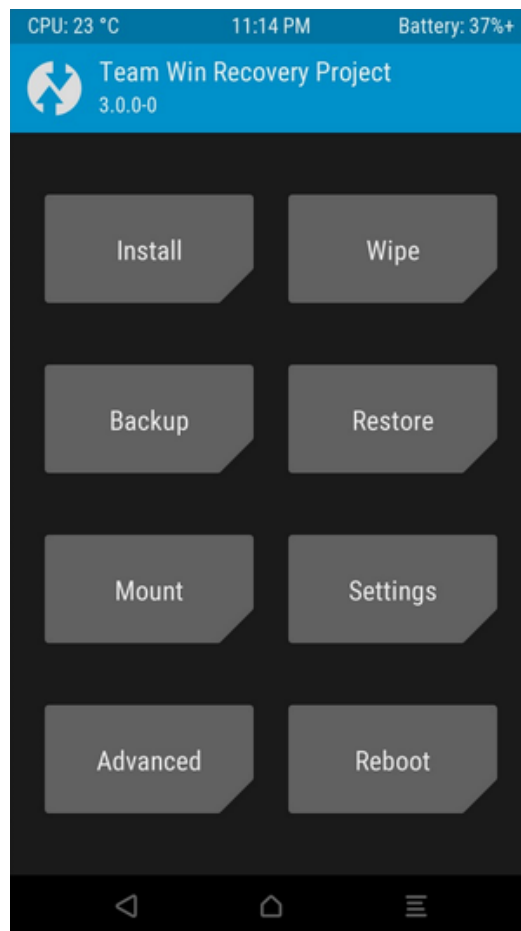 CPU: 23 °C 11:14 PM Battery: 37%+
Team Win Recovery Project
3.0.0-0
Install Wipe
Backup Restore
Mount Settings
Advanced Reboot